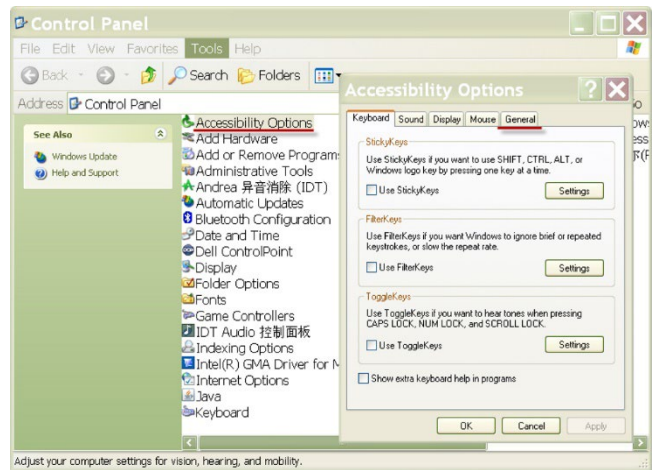 Control Panel
File Edit View Favorites Tools Help
Back Search Folders
Address Control Panel
See Also
Windows Update
Help and Support
Accessibility Options
Add Hardware
Add or Remove Program
Administrative Tools
Andrea 异音消除 (IDT)
Automatic Updates
Bluetooth Configuration
Date and Time
Dell ControlPoint
Display
Folder Options
Fonts
Game Controllers
IDT Audio 控制面板
Indexing Options
Intel(R) GMA Driver for M
Internet Options
Java
Keyboard
Accessibility Options
Keyboard Sound Display Mouse General
StickyKeys
Use StickyKeys if you want to use SHIFT, CTRL, ALT, or
Windows logo key by pressing one key at a time.
Use StickyKeys Settings
FilterKeys
Use FilterKeys if you want Windows to ignore brief or repeated
keystrokes, or slow the repeat rate.
Use FilterKeys Settings
ToggleKeys
Use ToggleKeys if you want to hear tones when pressing
CAPS LOCK, NUM LOCK, and SCROLL LOCK.
Use ToggleKeys Settings
Show extra keyboard help in programs
OK Cancel Apply
Adjust your computer settings for vision, hearing, and mobility.